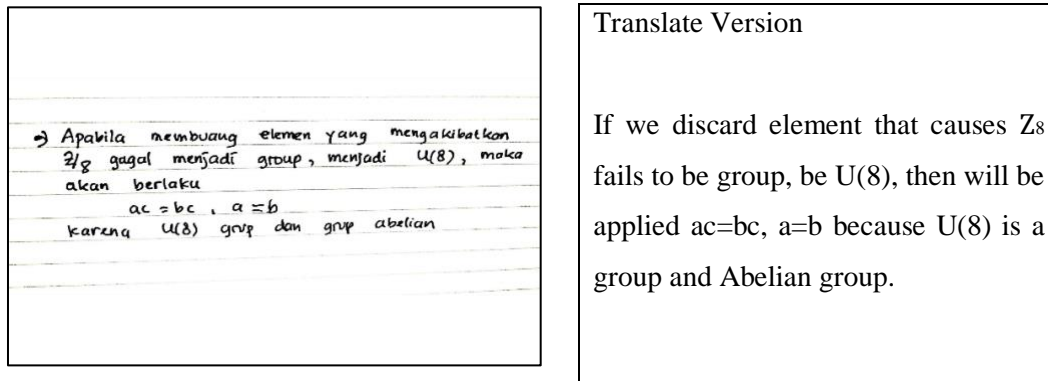 → Apabila membuang elemen yang mengakibatkan
ℤ8 gagal menjadi group, menjadi U(8), maka
akan berlaku
ac = bc, a = b
karena U(8) grup dan grup abelian
Translate Version
If we discard element that causes Z8
fails to be group, be U(8), then will be
applied ac=bc, a=b because U(8) is a
group and Abelian group.